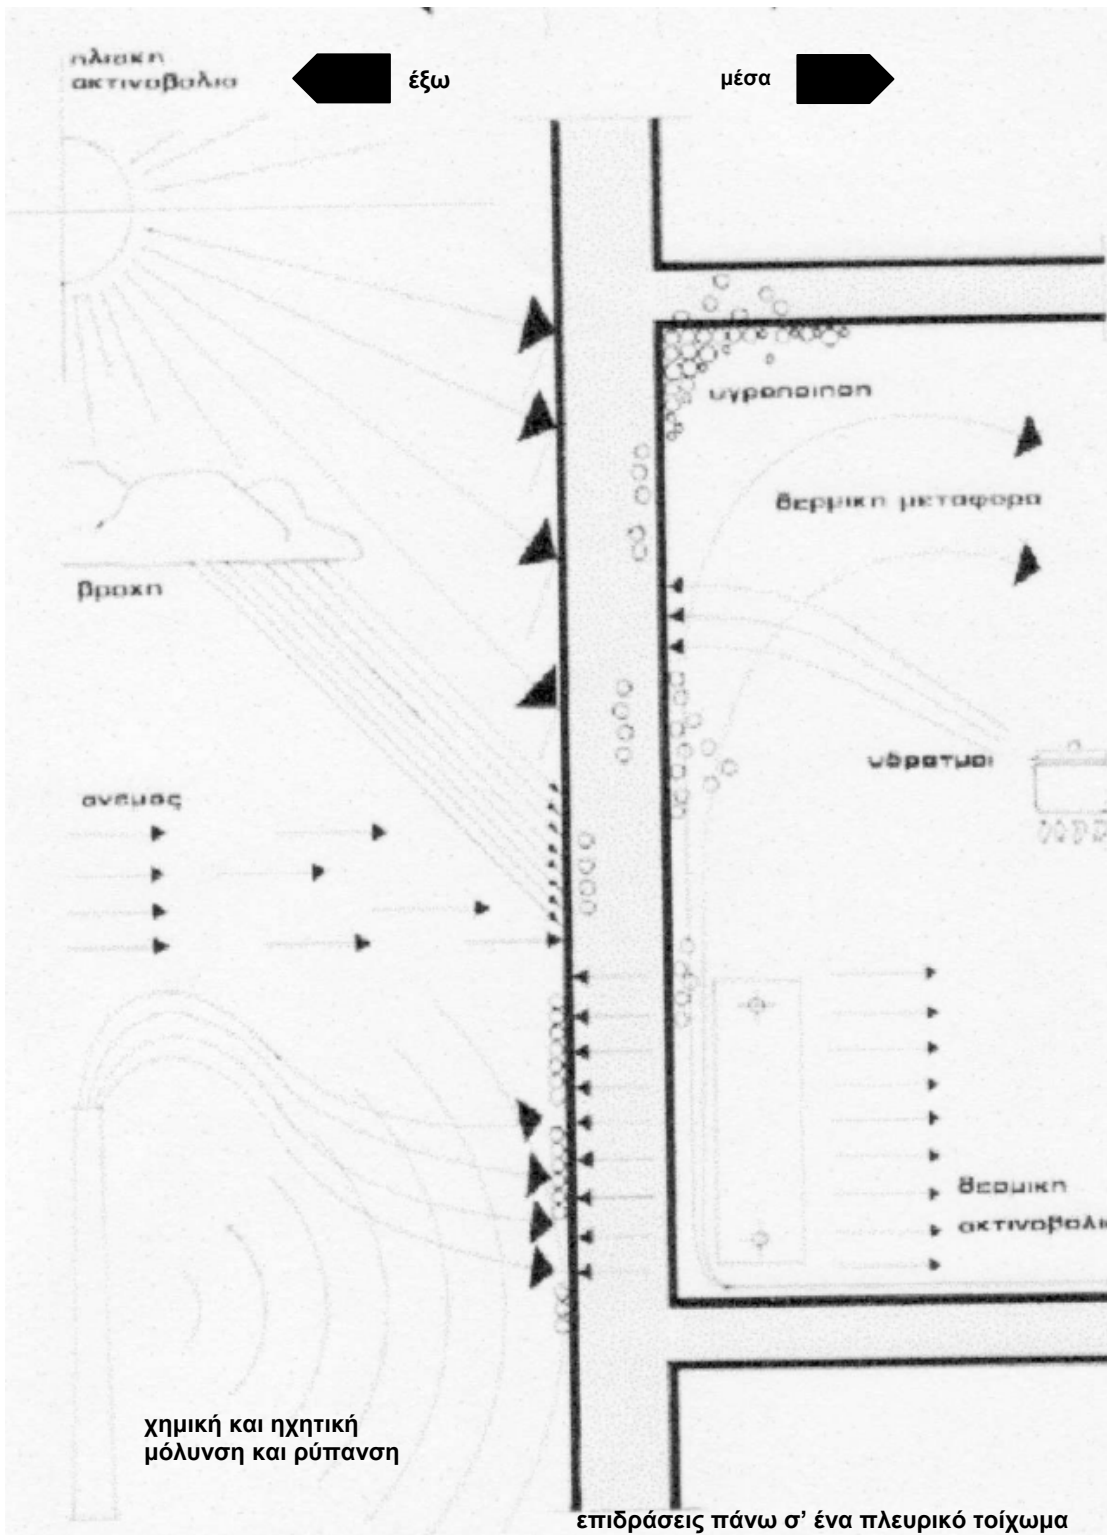 ηλιακη
ακτινοβολια
έξω
μέσα
υγροποιηση
θερμικη μεταφορα
βροχη
υδρατμοι
ανεμος
θερμικη
ακτινοβολι
χημική και ηχητική
μόλυνση και ρύπανση
επιδράσεις πάνω σ’ ένα πλευρικό τοίχωμα